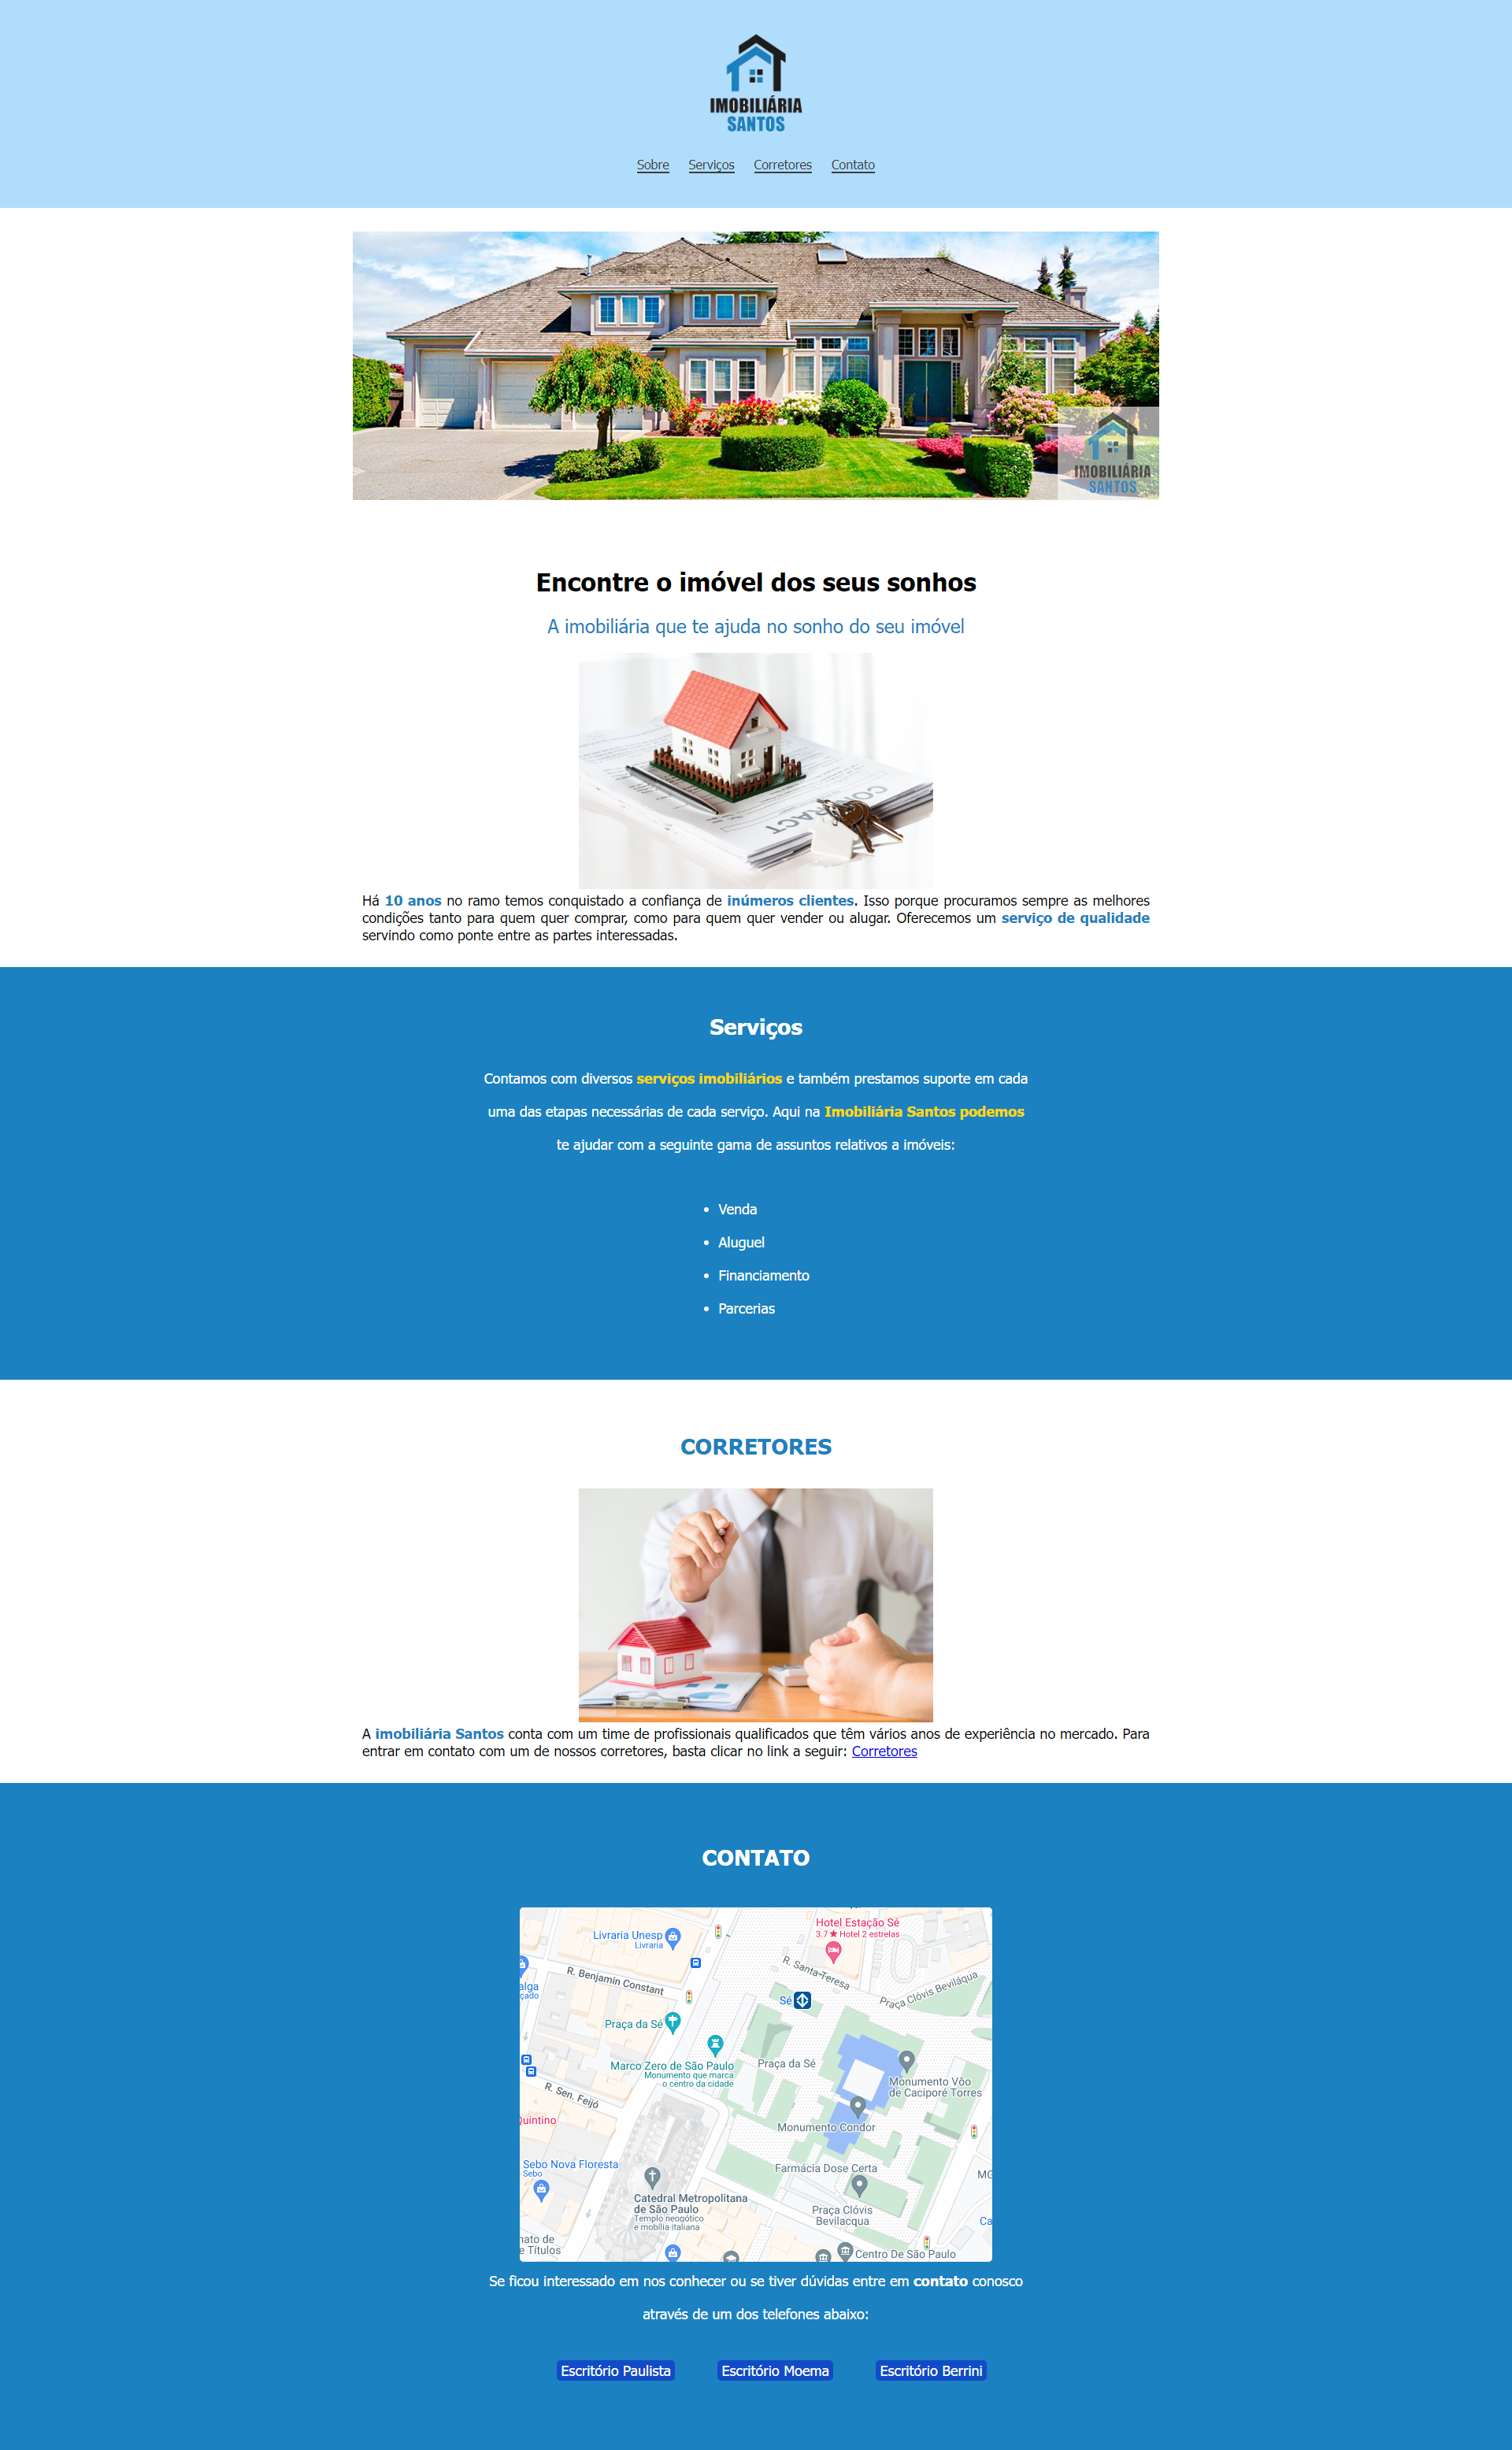 IMOBILIÁRIA
SANTOS
Sobre Serviços Corretores Contato
IMOBILIÁRIA
SANTOS
Encontre o imóvel dos seus sonhos
A imobiliária que te ajuda no sonho do seu imóvel
CONTRACT
Há 10 anos no ramo temos conquistado a confiança de inúmeros clientes. Isso porque procuramos sempre as melhores
condições tanto para quem quer comprar, como para quem quer vender ou alugar. Oferecemos um serviço de qualidade
servindo como ponte entre as partes interessadas.
Serviços
Contamos com diversos serviços imobiliários e também prestamos suporte em cada
uma das etapas necessárias de cada serviço. Aqui na Imobiliária Santos podemos
te ajudar com a seguinte gama de assuntos relativos a imóveis:
• Venda
• Aluguel
• Financiamento
• Parcerias
CORRETORES
A imobiliária Santos conta com um time de profissionais qualificados que têm vários anos de experiência no mercado. Para
entrar em contato com um de nossos corretores, basta clicar no link a seguir: Corretores
CONTATO
Hotel Estação Sé
3.7★ Hotel 2 estrelas
Livraria Unesp
Livraria
R. Santa Teresa
R. Benjamin Constant
Praça Clóvis Beviláqua
alga
çado
Sé
Praça da Sé
Marco Zero de São Paulo
Monumento que marca
o centro da cidade
Praça da Sé
Monumento Vôo
de Caciporé Torres
R. Sen. Feijó
Quintino
Monumento Condor
Sebo Nova Floresta
Sebo
Farmácia Dose Certa
MG
Catedral Metropolitana
de São Paulo
Templo neogótico
e mobília italiana
Praça Clóvis
Bevilacqua
Ca
nato de
e Títulos
Centro De São Paulo
Se ficou interessado em nos conhecer ou se tiver dúvidas entre em contato conosco
através de um dos telefones abaixo:
Escritório Paulista Escritório Moema Escritório Berrini